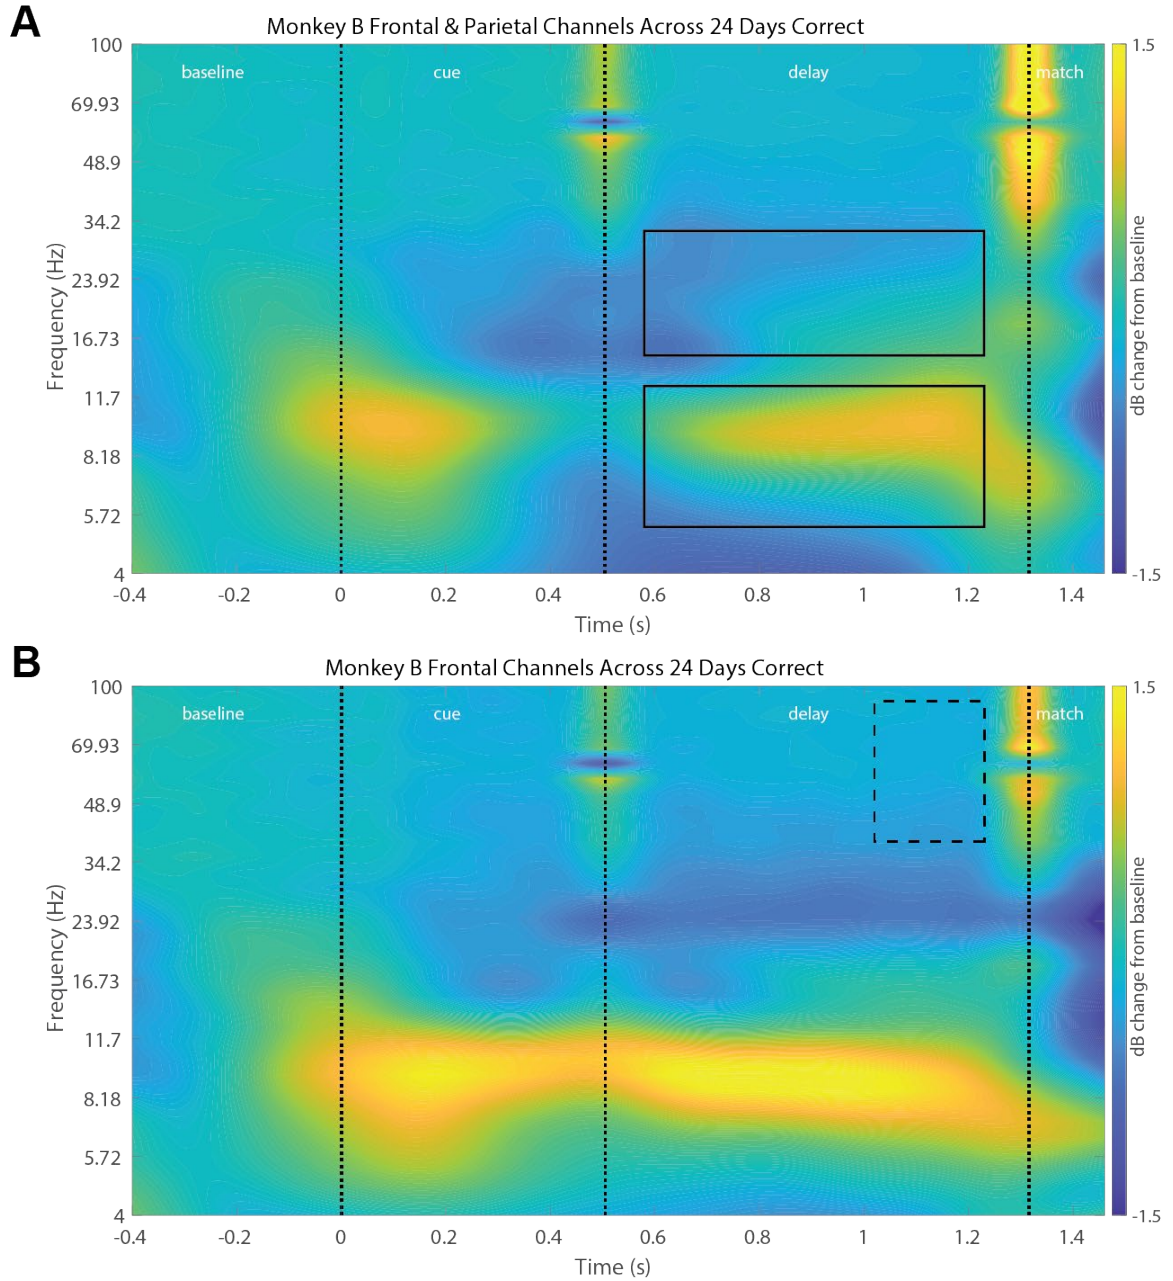 A
Monkey B Frontal & Parietal Channels Across 24 Days Correct
baseline cue delay match
100
69.93
48.9
34.2
23.92
16.73
11.7
8.18
5.72
4
Frequency (Hz)
-0.4 -0.2 0 0.2 0.4 0.6 0.8 1 1.2 1.4
Time (s)
1.5
dB change from baseline
-1.5
B
Monkey B Frontal Channels Across 24 Days Correct
baseline cue delay match
100
69.93
48.9
34.2
23.92
16.73
11.7
8.18
5.72
4
Frequency (Hz)
-0.4 -0.2 0 0.2 0.4 0.6 0.8 1 1.2 1.4
Time (s)
1.5
dB change from baseline
-1.5